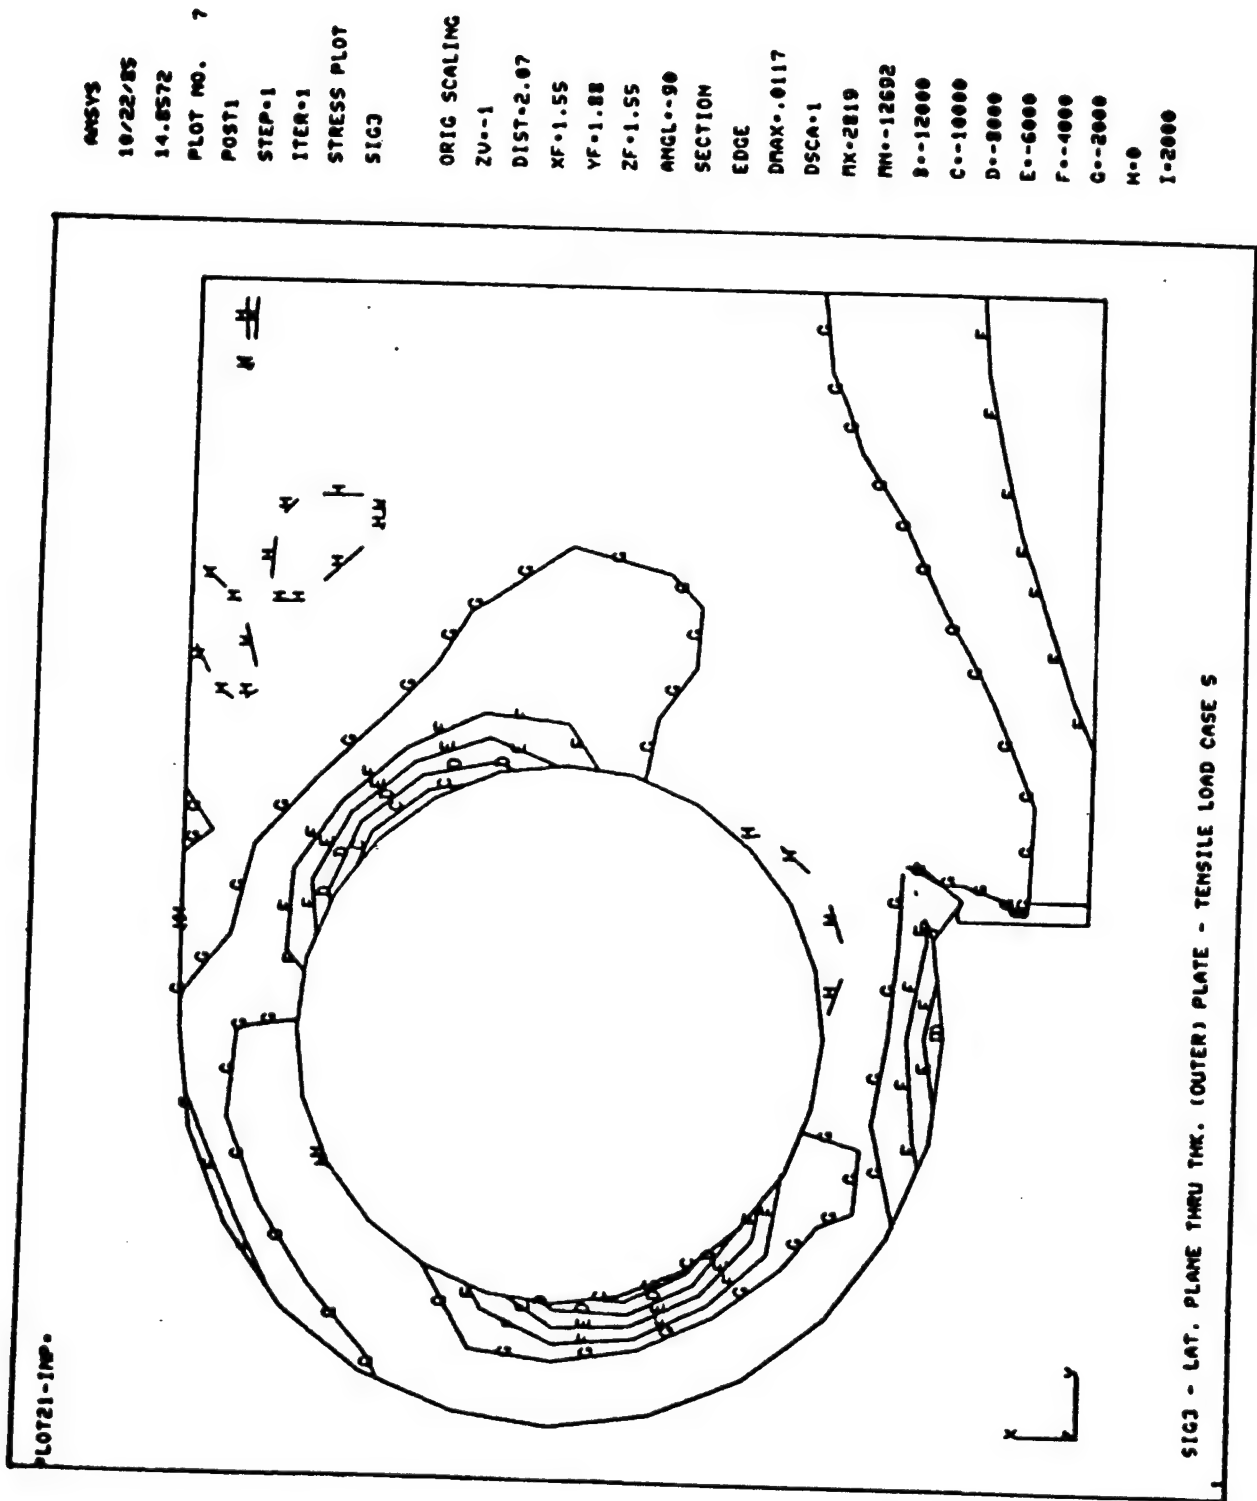 PLOT21-IMP=
ANSYS
10/22/85
14.8572
PLOT NO. 7
POST1
STEP=1
ITER=1
STRESS PLOT
SIG3
ORIG SCALING
ZV=-1
DIST=2.07
XF=1.55
YF=1.88
ZF=1.55
ANGL=-90
SECTION
EDGE
DMAX=.0117
DSCA=1
MX=2819
MN=-12692
B=-12000
C=-10000
D=-8000
E=-6000
F=-4000
G=-2000
H=0
I=2000
X
Y
SIG3 - LAT. PLANE THRU THK. (OUTER) PLATE - TENSILE LOAD CASE 5